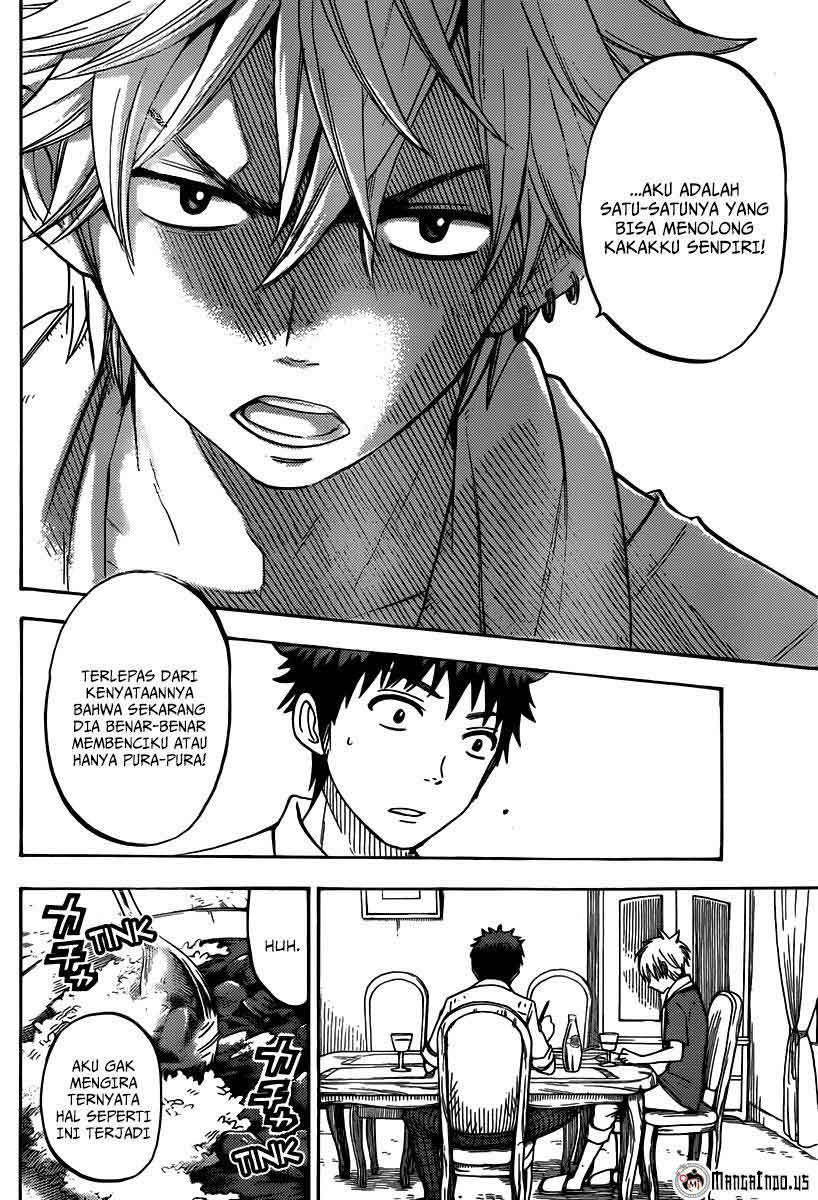 ...AKU ADALAH
SATU-SATUNYA YANG
BISA MENOLONG
KAKAKKU SENDIRI!
TERLEPAS DARI
KENYATAANNYA
BAHWA SEKARANG
DIA BENAR-BENAR
MEMBENCIKU ATAU
HANYA PURA-PURA!
HUH.
カチャ
TINK
AKU GAK
MENGIRA
TERNYATA
HAL SEPERTI
INI TERJADI
カチャ
TINK
MANGAINDO.US